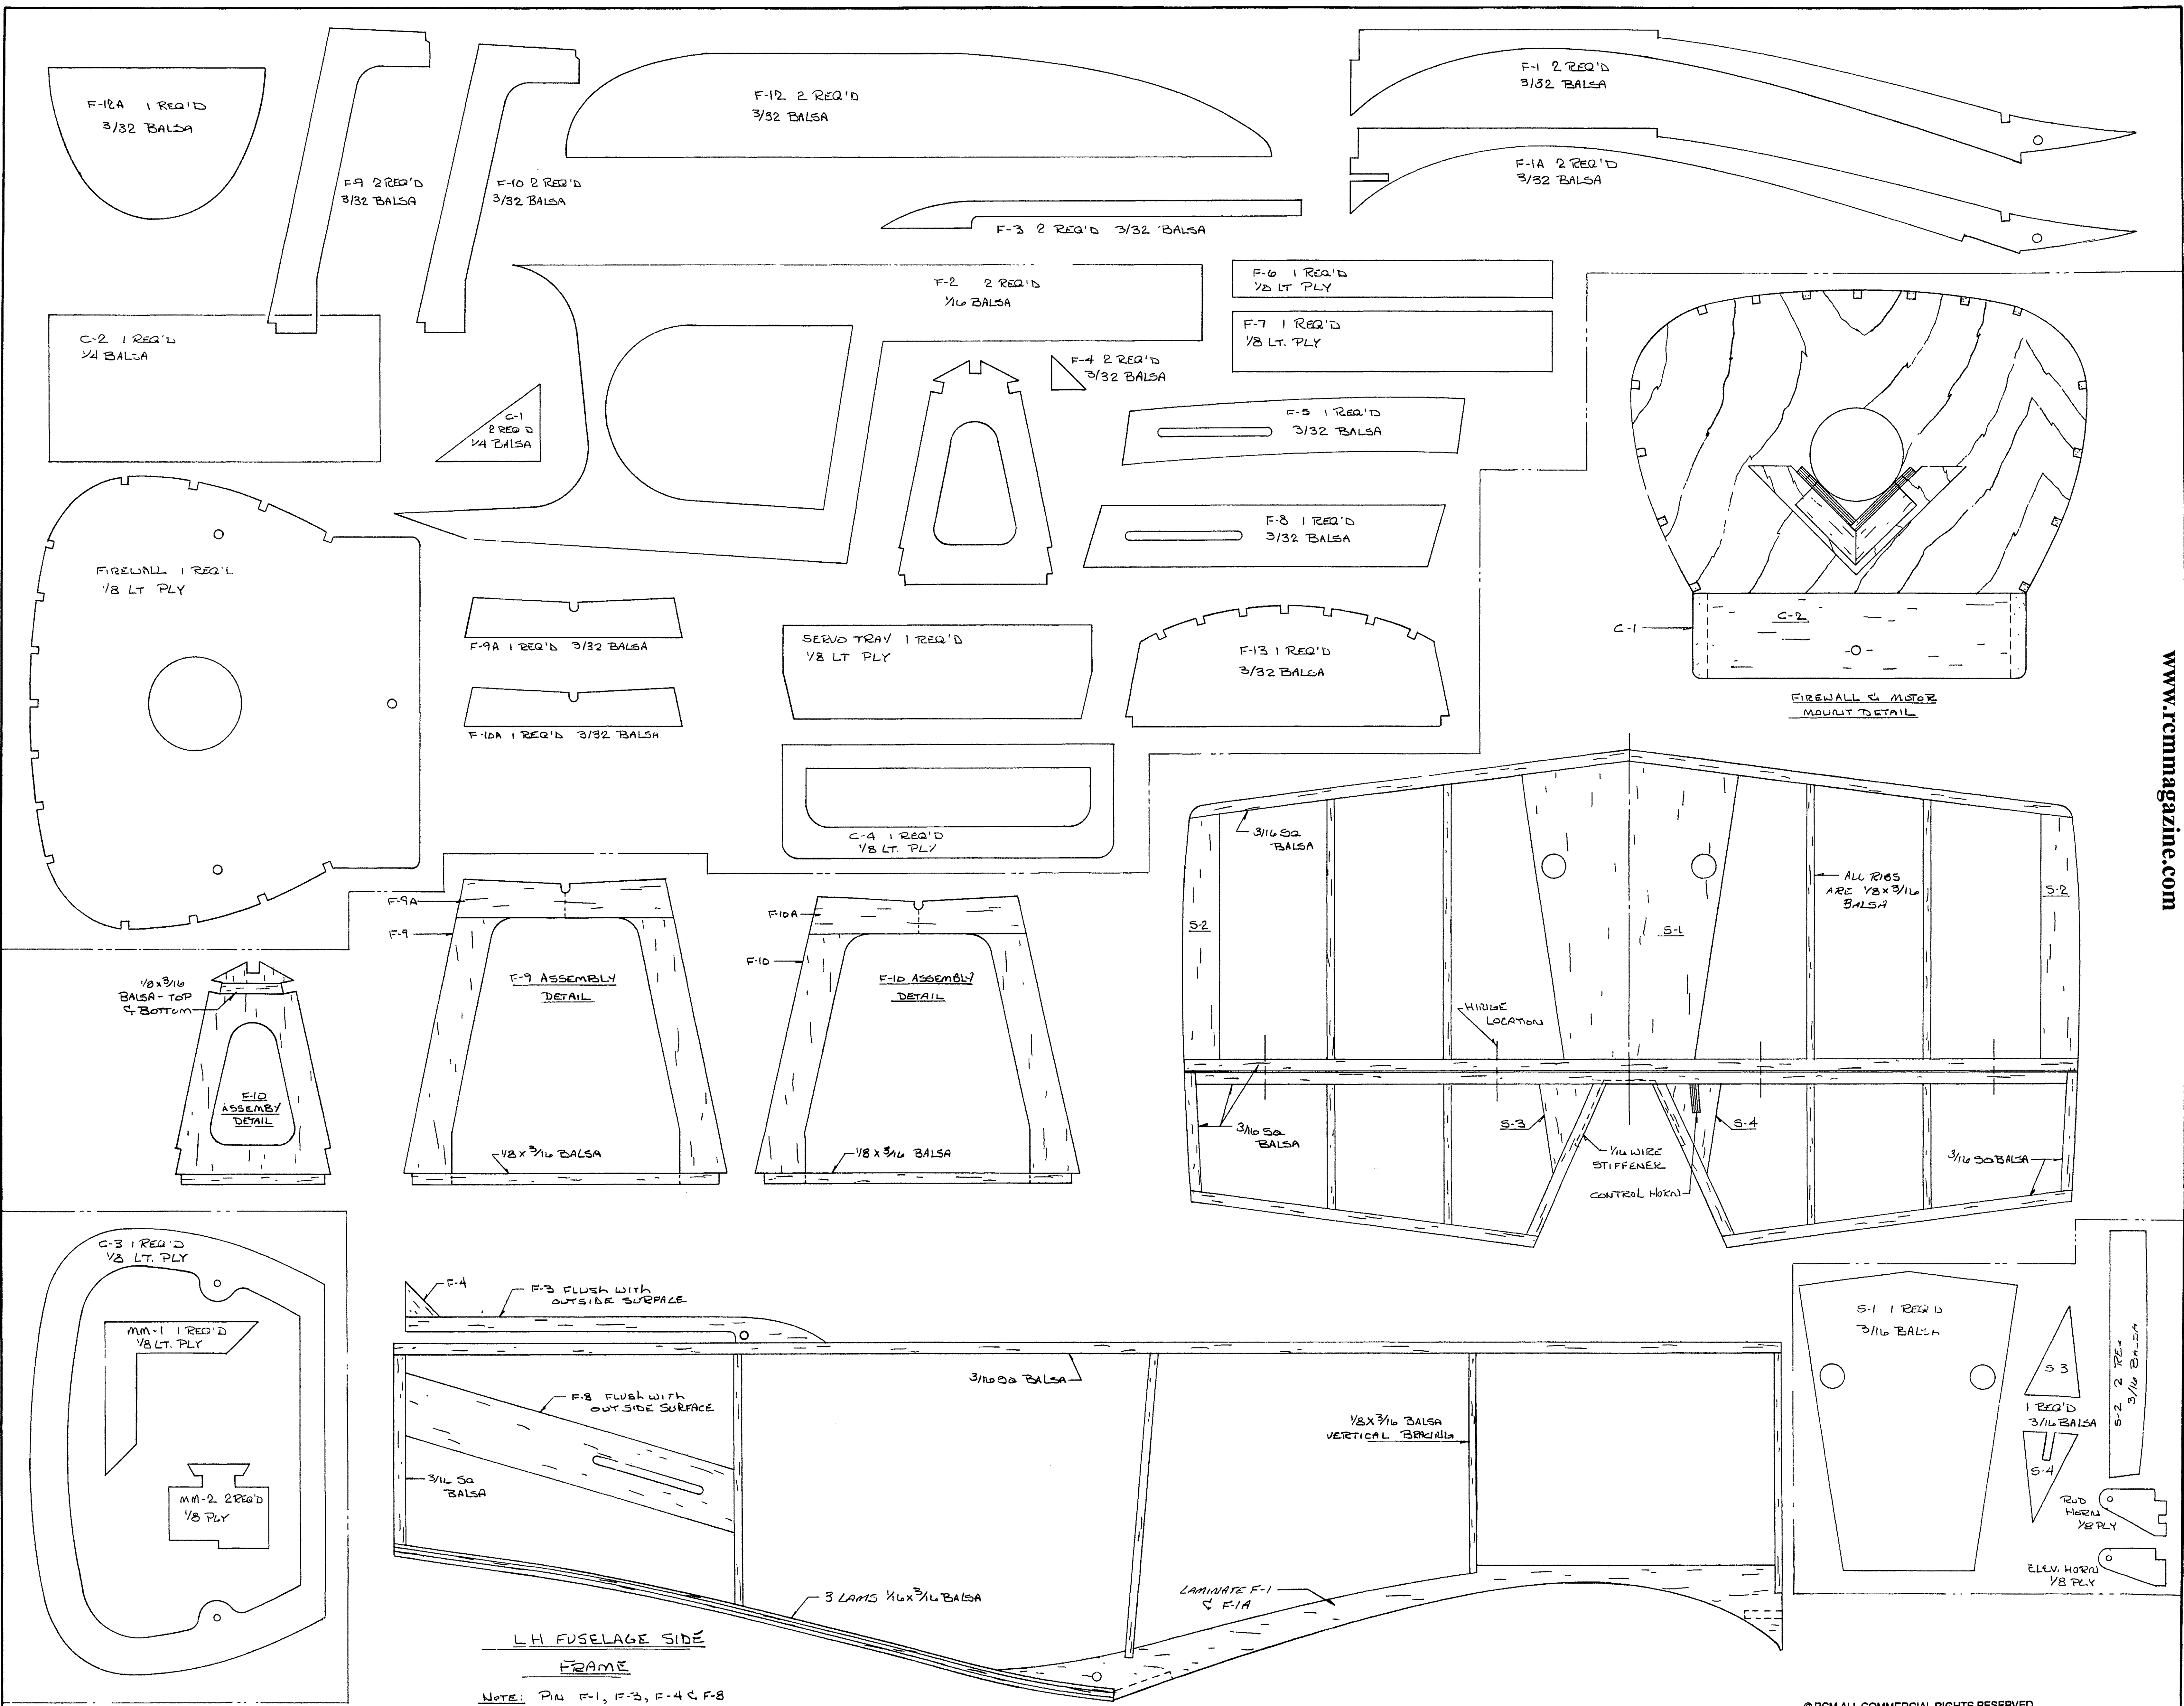 F-12A 1 REQ'D
3/32 BALSA
F-9 2 REQ'D
3/32 BALSA
F-10 2 REQ'D
3/32 BALSA
F-12 2 REQ'D
3/32 BALSA
F-1 2 REQ'D
3/32 BALSA
F-1A 2 REQ'D
3/32 BALSA
F-3 2 REQ'D 3/32 BALSA
C-2 1 REQ'D
1/4 BALSA
C-1
2 REQ'D
1/4 BALSA
F-2 2 REQ'D
1/16 BALSA
F-4 2 REQ'D
3/32 BALSA
F-6 1 REQ'D
1/8 LT PLY
F-7 1 REQ'D
1/8 LT. PLY
F-5 1 REQ'D
3/32 BALSA
F-8 1 REQ'D
3/32 BALSA
FIREWALL 1 REQ'D
1/8 LT PLY
F-9A 1 REQ'D 3/32 BALSA
F-10A 1 REQ'D 3/32 BALSA
SERVO TRAY 1 REQ'D
1/8 LT PLY
F-13 1 REQ'D
3/32 BALSA
C-4 1 REQ'D
1/8 LT. PLY
C-1
C-2
FIREWALL & MOTOR
MOUNT DETAIL
www.rcmmagazine.com
3/16 SQ
BALSA
ALL RIBS
ARE 1/8 x 3/16
BALSA
S-2
S-2
S-1
HINGE
LOCATION
3/16 SQ
BALSA
S-3
S-4
1/16 WIRE
STIFFENER
CONTROL HORN
3/16 SQ BALSA
F-9A
F-9
F-9 ASSEMBLY
DETAIL
1/8 x 3/16 BALSA
F-10A
F-10
F-10 ASSEMBLY
DETAIL
1/8 x 3/16 BALSA
1/8 x 3/16
BALSA - TOP
& BOTTOM
F-10
ASSEMBY
DETAIL
C-3 1 REQ'D
1/8 LT. PLY
MM-1 1 REQ'D
1/8 LT. PLY
MM-2 2 REQ'D
1/8 PLY
F-4
F-3 FLUSH WITH
OUTSIDE SURFACE
F-8 FLUSH WITH
OUTSIDE SURFACE
3/16 SQ
BALSA
3/16 SQ BALSA
1/8 x 3/16 BALSA
VERTICAL BRACING
3 LAMS 1/16 x 3/16 BALSA
LAMINATE F-1
& F-1A
LH FUSELAGE SIDE
FRAME
NOTE: PIN F-1, F-3, F-4 & F-8
S-1 1 REQ'D
3/16 BALSA
S 3
1 REQ'D
3/16 BALSA
S-4
S-2 2 RE
3/16 BALSA
RUD
HORN
1/8 PLY
ELEV. HORN
1/8 PLY
© RCM ALL COMMERCIAL RIGHTS RESERVED